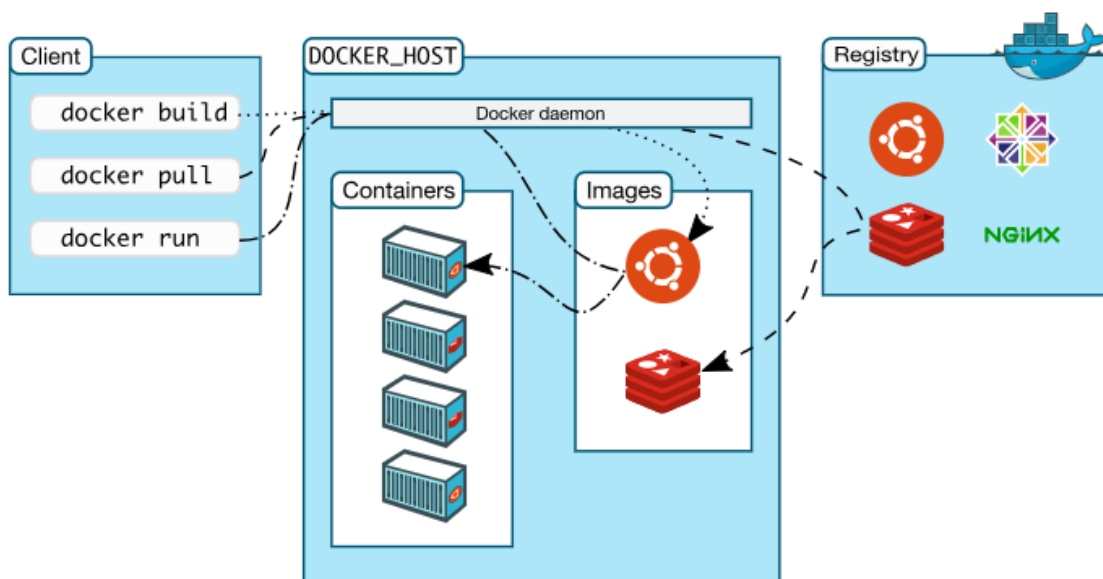 Client
docker build
docker pull
docker run
DOCKER_HOST
Docker daemon
Containers
Images
Registry
NGiNX